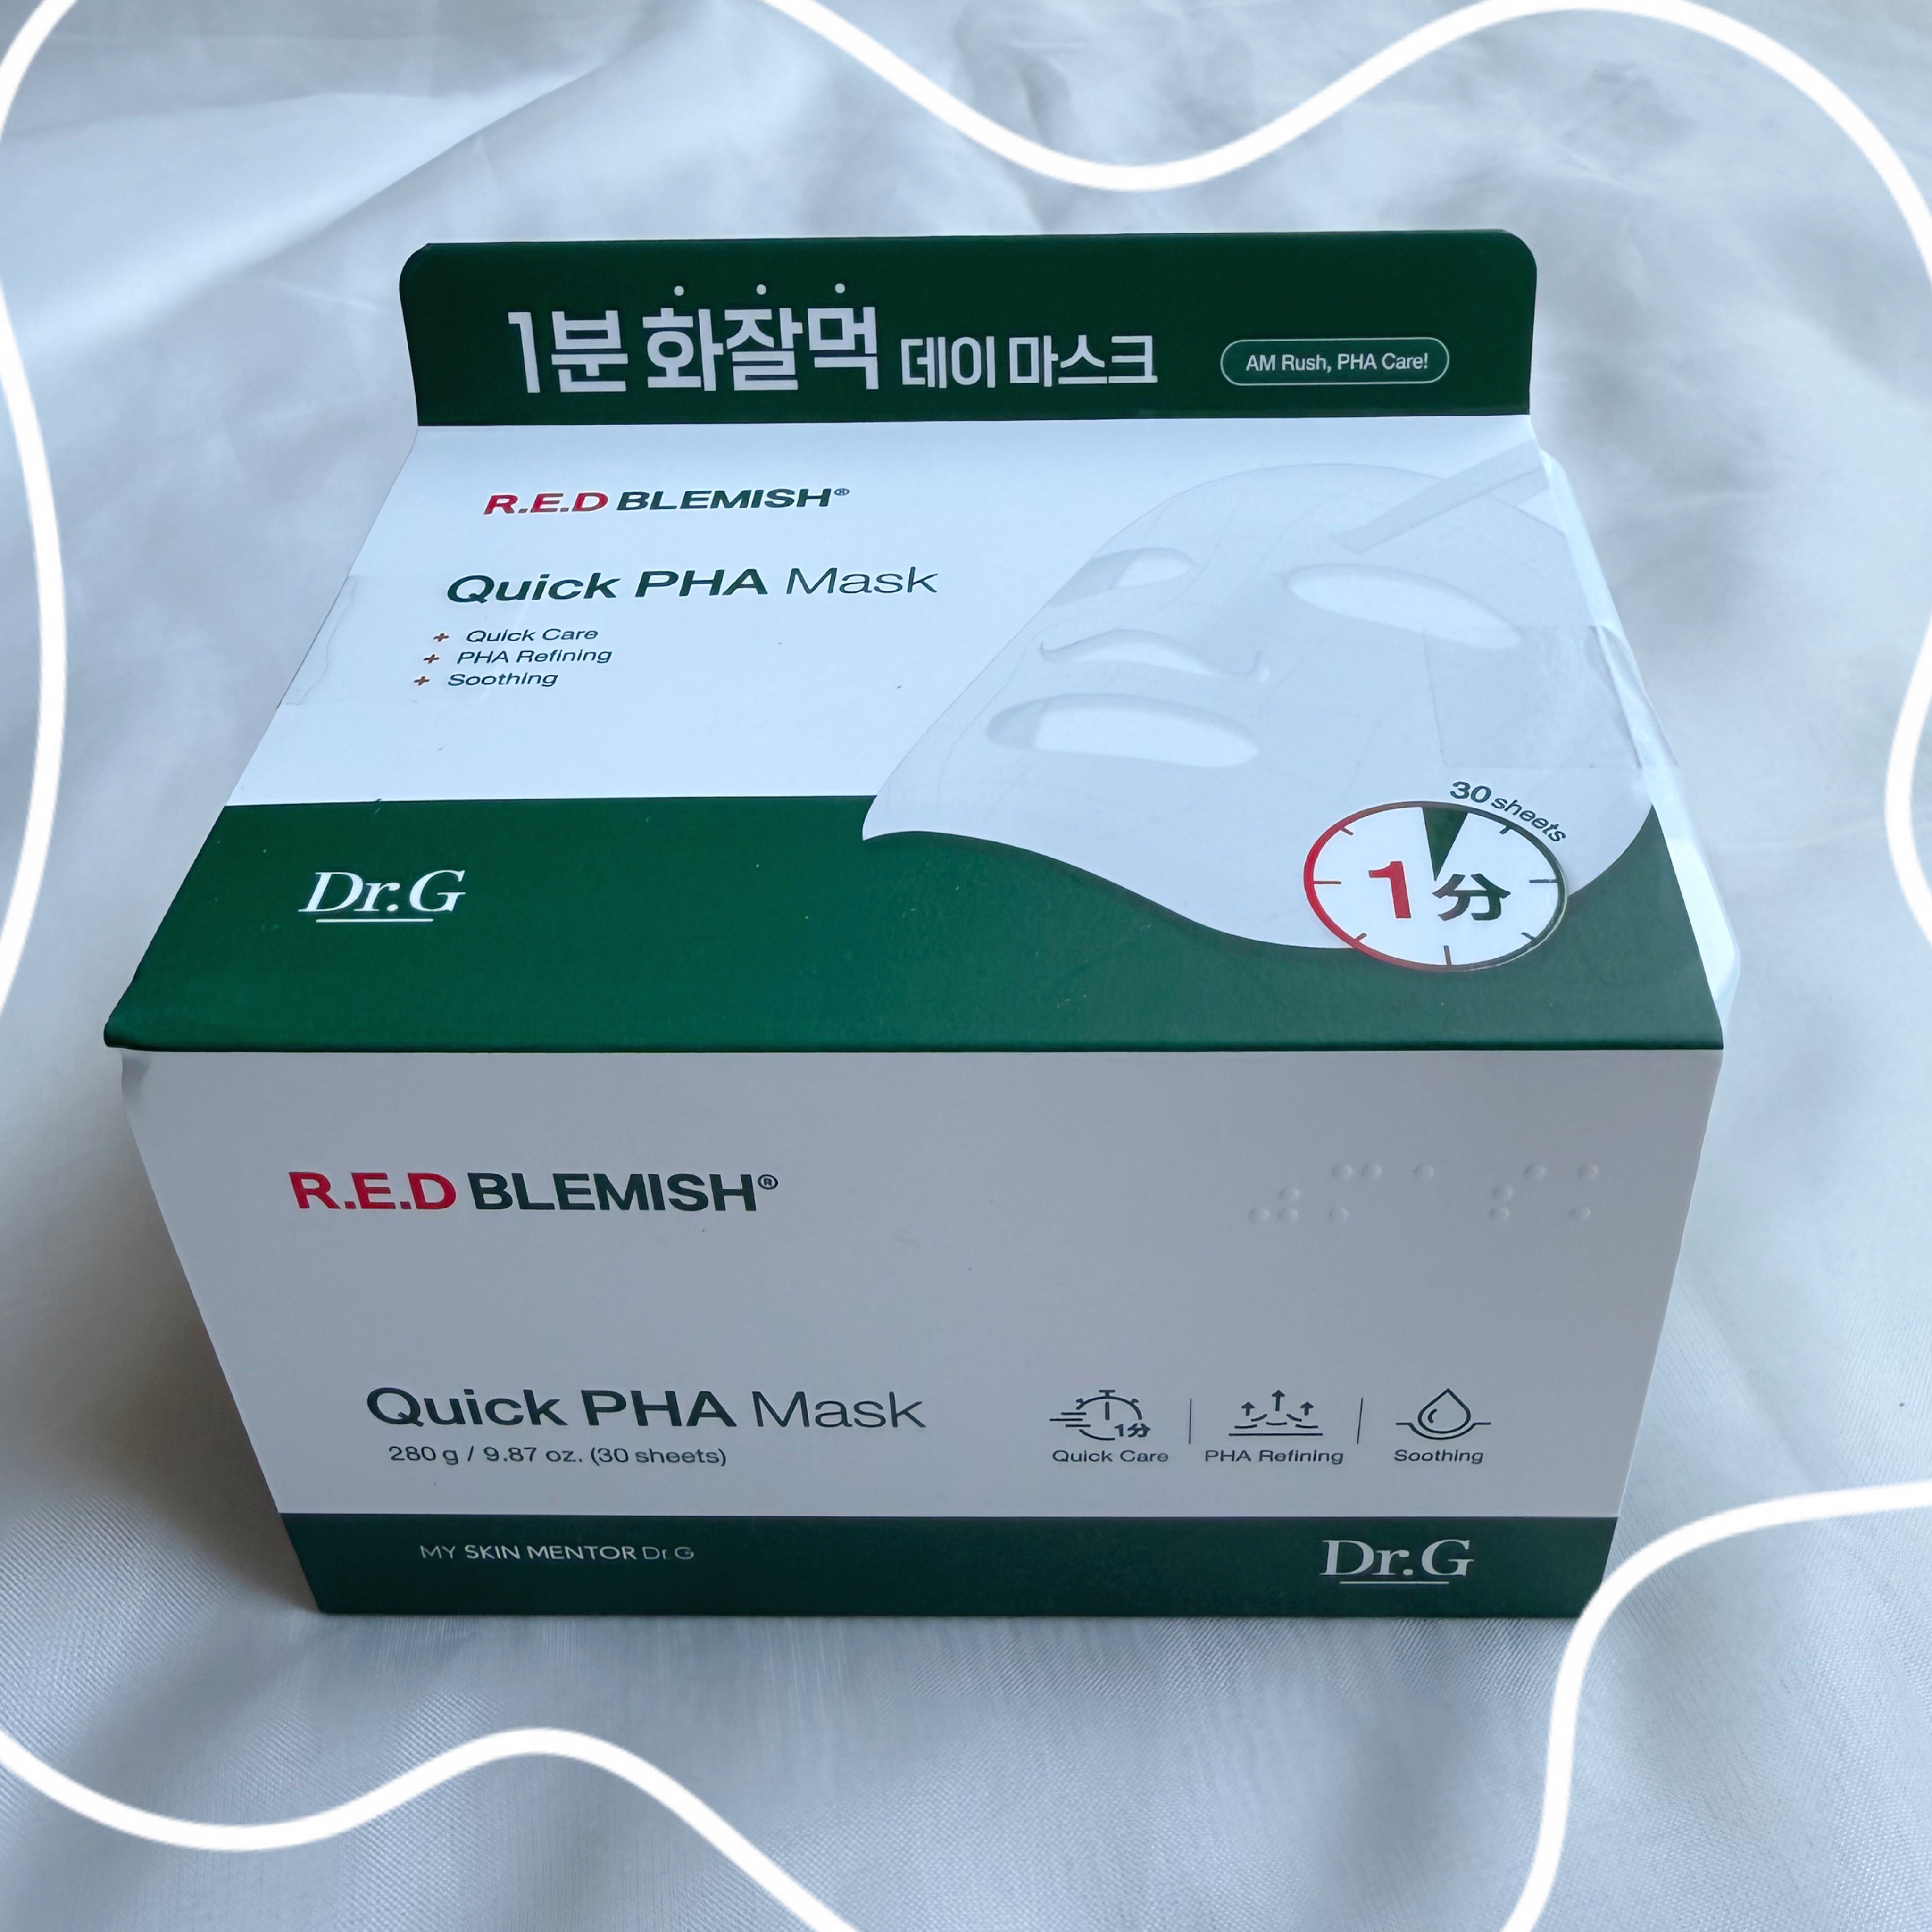 1분 화잘먹 데이 마스크 AM Rush, PHA Care!
R.E.D BLEMISH®
Quick PHA Mask
+ Quick Care
+ PHA Refining
+ Soothing
30 sheets
1分
Dr.G
R.E.D BLEMISH®
Quick PHA Mask
280 g / 9.87 oz. (30 sheets)
1分
Quick Care PHA Refining Soothing
MY SKIN MENTOR Dr.G
Dr.G